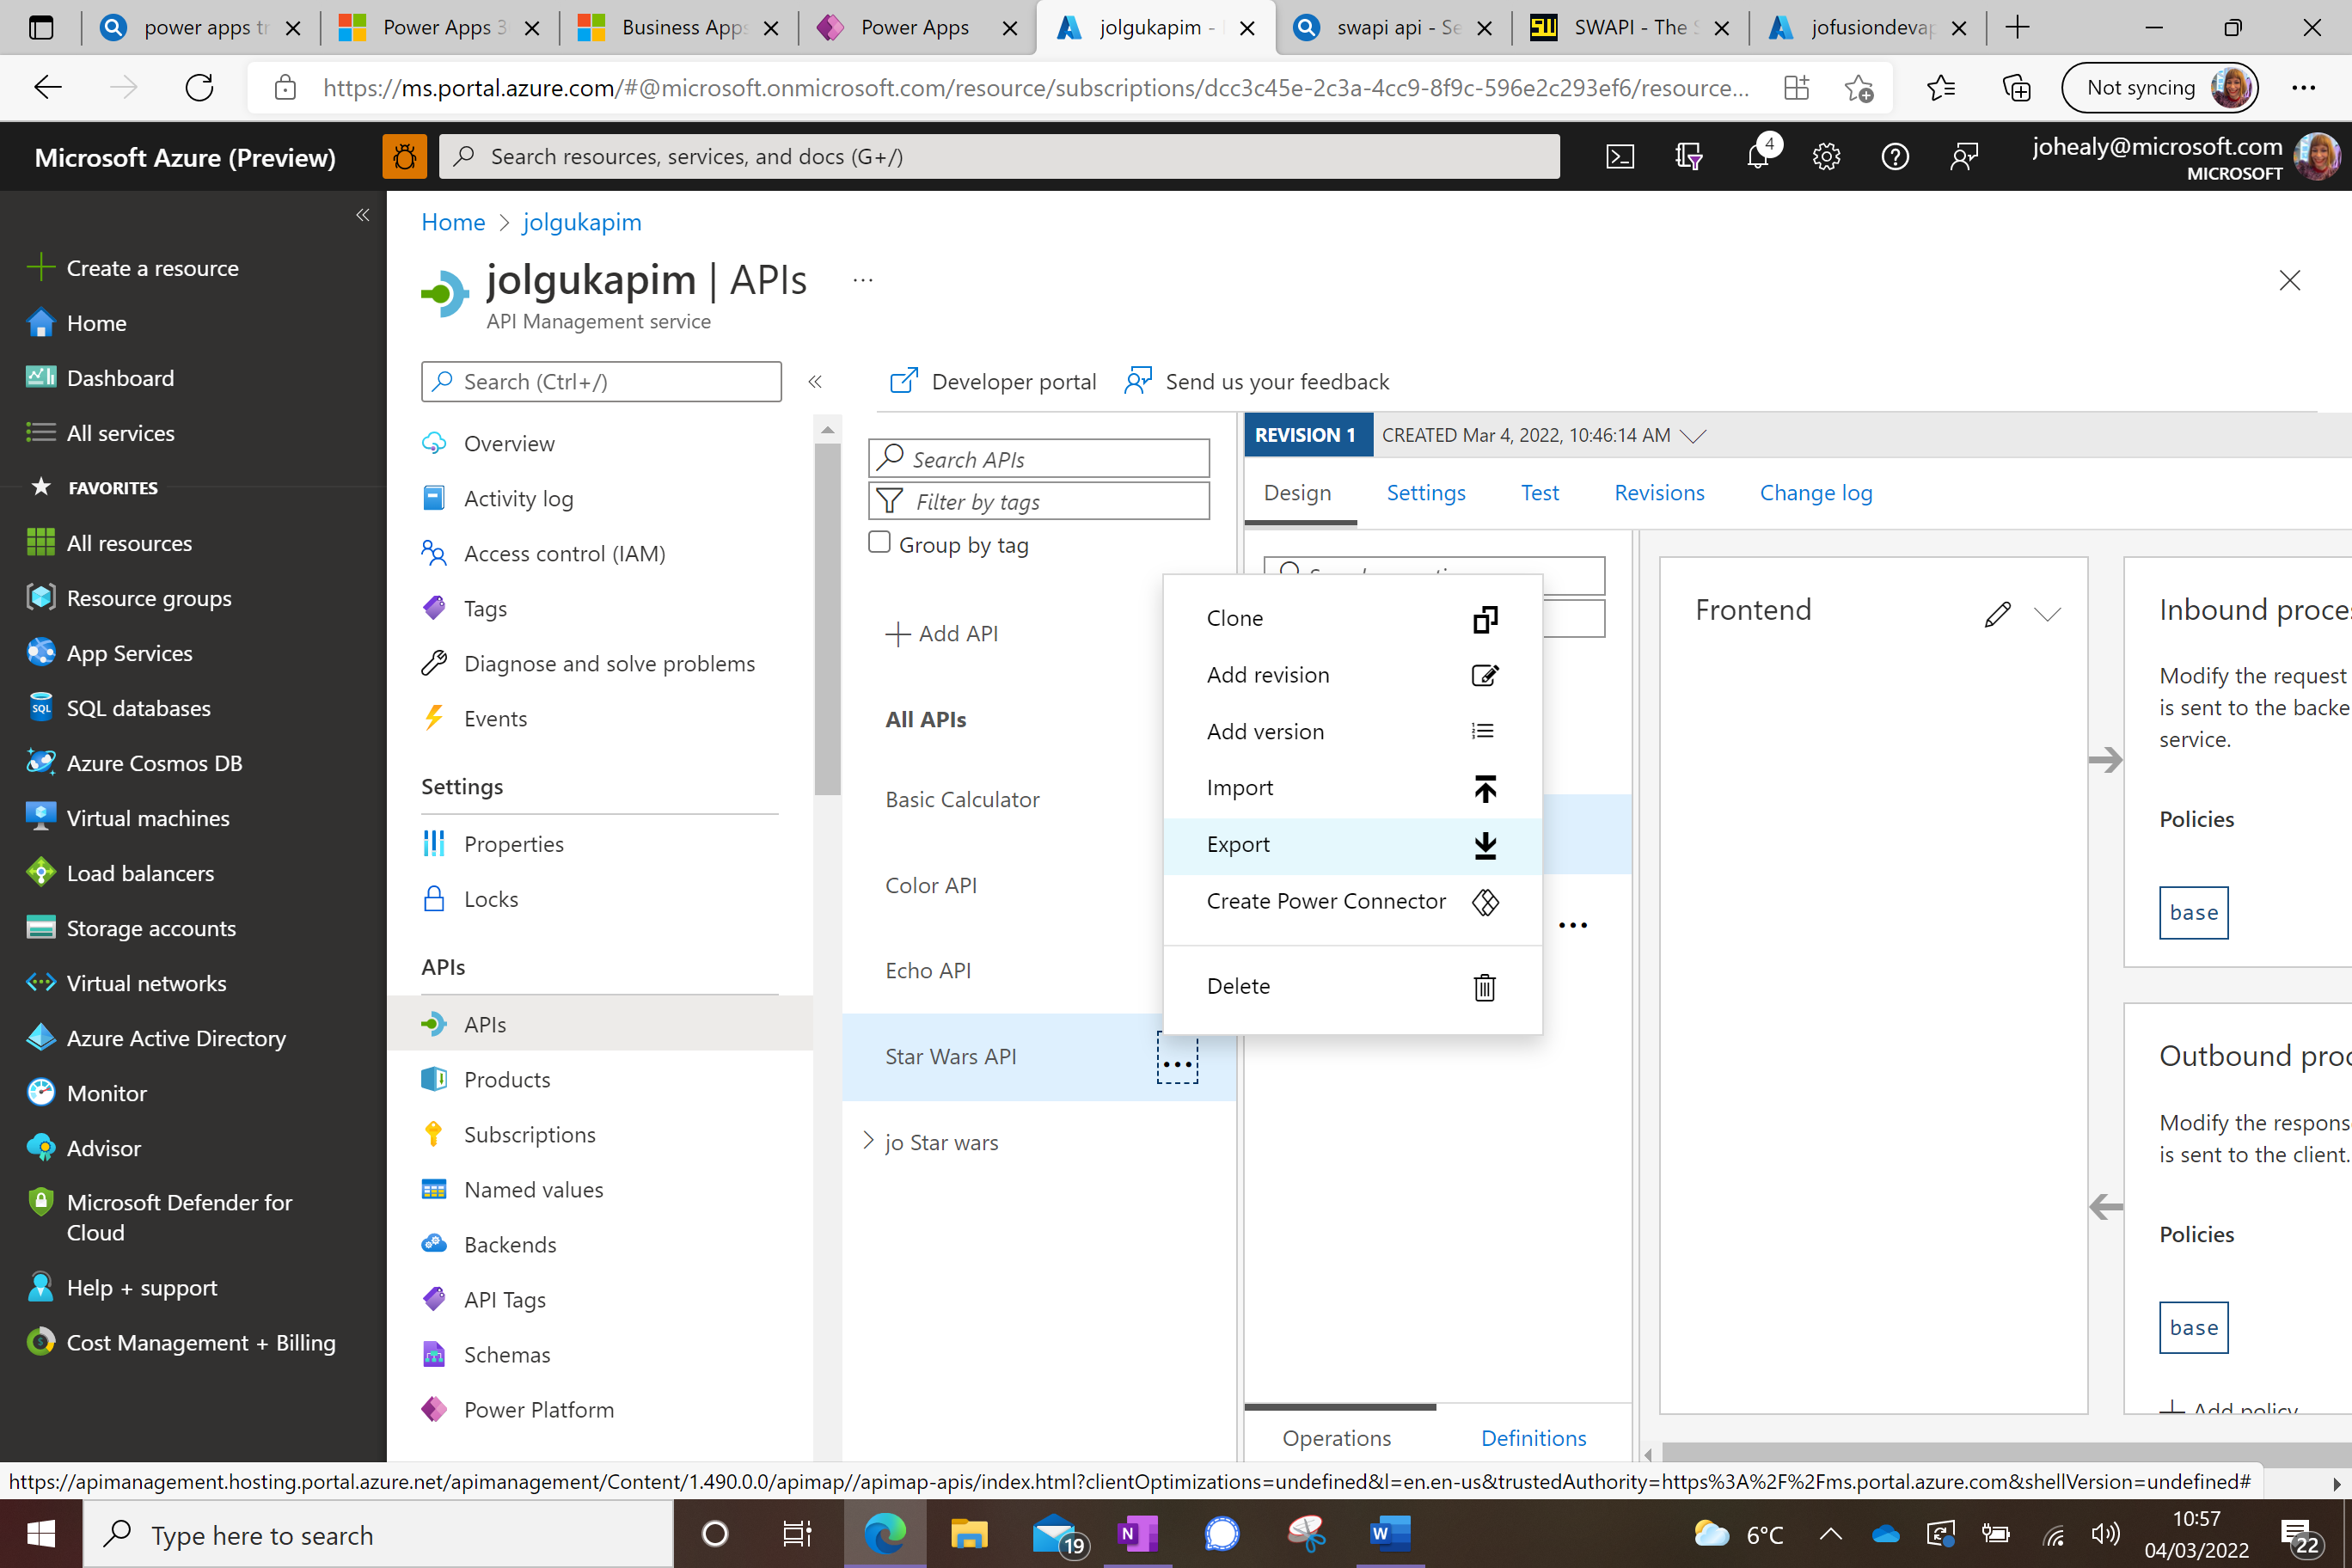 power apps tr
Power Apps 3
Business Apps
Power Apps
jolgukapim -
swapi api - Se
SWAPI - The S
jofusiondevap
https://ms.portal.azure.com/#@microsoft.onmicrosoft.com/resource/subscriptions/dcc3c45e-2c3a-4cc9-8f9c-596e2c293ef6/resource...
Not syncing
Microsoft Azure (Preview)
Search resources, services, and docs (G+/)
4
johealy@microsoft.com
MICROSOFT
Create a resource
Home
Dashboard
All services
FAVORITES
All resources
Resource groups
App Services
SQL databases
Azure Cosmos DB
Virtual machines
Load balancers
Storage accounts
Virtual networks
Azure Active Directory
Monitor
Advisor
Microsoft Defender for
Cloud
Help + support
Cost Management + Billing
Home > jolgukapim
jolgukapim | APIs ...
API Management service
Search (Ctrl+/)
Overview
Activity log
Access control (IAM)
Tags
Diagnose and solve problems
Events
Settings
Properties
Locks
APIs
APIs
Products
Subscriptions
Named values
Backends
API Tags
Schemas
Power Platform
Developer portal
Send us your feedback
Search APIs
Filter by tags
Group by tag
Add API
All APIs
Basic Calculator
Color API
Echo API
Star Wars API
jo Star wars
REVISION 1
CREATED Mar 4, 2022, 10:46:14 AM
Design
Settings
Test
Revisions
Change log
Clone
Add revision
Add version
Import
Export
Create Power Connector
Delete
Operations
Definitions
Frontend
Inbound proce
Modify the request
is sent to the backe
service.
Policies
base
Outbound proc
Modify the respons
is sent to the client.
Policies
base
Add policy
https://apimanagement.hosting.portal.azure.net/apimanagement/Content/1.490.0.0/apimap//apimap-apis/index.html?clientOptimizations=undefined&l=en.en-us&trustedAuthority=https%3A%2F%2Fms.portal.azure.com&shellVersion=undefined#
Type here to search
19
6°C
10:57
04/03/2022
22